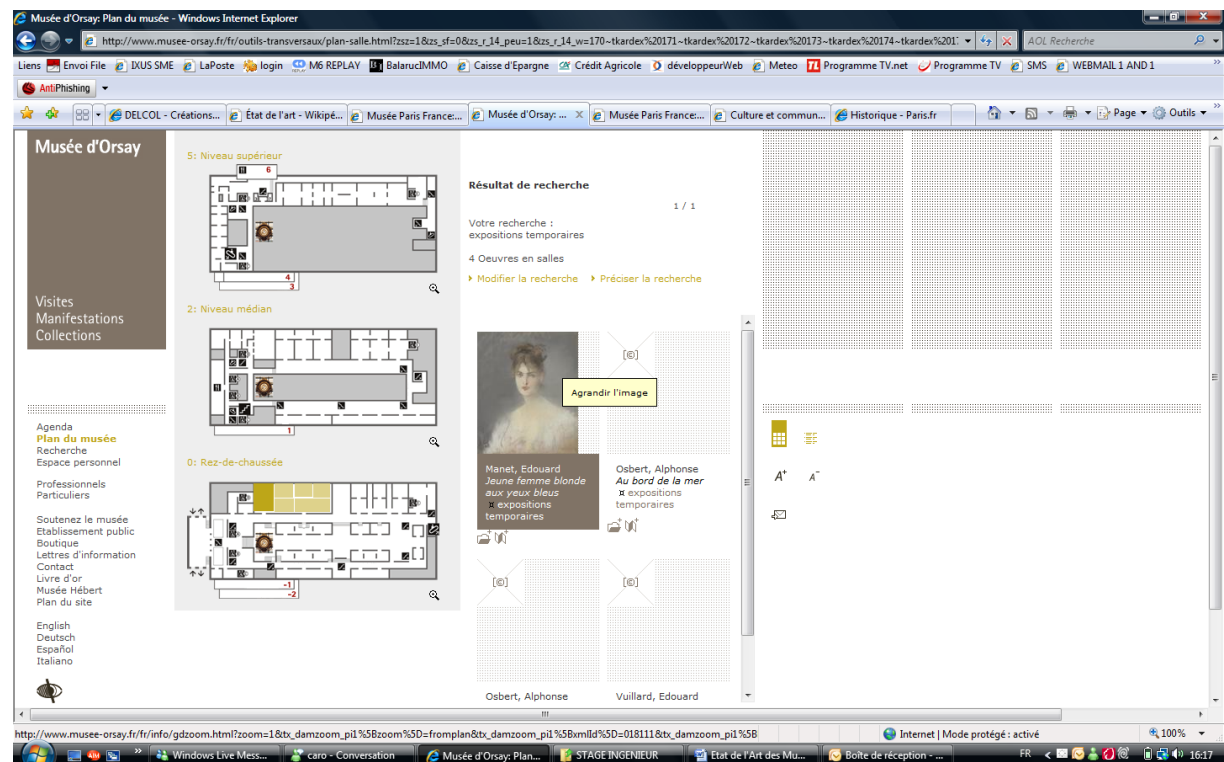 Musée d'Orsay: Plan du musée - Windows Internet Explorer
http://www.musee-orsay.fr/fr/outils-transversaux/plan-salle.html?zsz=1&zs_sf=0&zs_r_14_peu=1&zs_r_14_w=170~tkardex%20171~tkardex%20172~tkardex%20173~tkardex%20174~tkardex%201
AOL Recherche
Liens Envoi File IXUS SME LaPoste login M6 REPLAY BalarucIMMO Caisse d'Epargne Crédit Agricole développeurWeb Meteo Programme TV.net Programme TV SMS WEBMAIL 1 AND 1
AntiPhishing
DELCOL - Créations... État de l'art - Wikipé... Musée Paris France:... Musée d'Orsay: ... X Musée Paris France:... Culture et commun... Historique - Paris.fr Page Outils
Musée d'Orsay
Visites
Manifestations
Collections
Agenda
Plan du musée
Recherche
Espace personnel
Professionnels
Particuliers
Soutenez le musée
Etablissement public
Boutique
Lettres d'information
Contact
Livre d'or
Musée Hébert
Plan du site
English
Deutsch
Español
Italiano
5: Niveau supérieur
6
4
3
2: Niveau médian
1
0: Rez-de-chaussée
-1
-2
Résultat de recherche
1 / 1
Votre recherche :
expositions temporaires
4 Oeuvres en salles
Modifier la recherche Préciser la recherche
[©]
Agrandir l'image
Manet, Edouard
Jeune femme blonde
aux yeux bleus
¤ expositions
temporaires
Osbert, Alphonse
Au bord de la mer
¤ expositions
temporaires
[©] [©]
Osbert, Alphonse Vuillard, Edouard
A+ A-
http://www.musee-orsay.fr/fr/info/gdzoom.html?zoom=1&tx_damzoom_pi1%5Bzoom%5D=fromplan&tx_damzoom_pi1%5BxmlId%5D=018111&tx_damzoom_pi1%5B
Internet | Mode protégé : activé 100%
Windows Live Mess... caro - Conversation Musée d'Orsay: Plan... STAGE INGENIEUR Etat de l'Art des Mu... Boîte de réception - ... FR 16:17